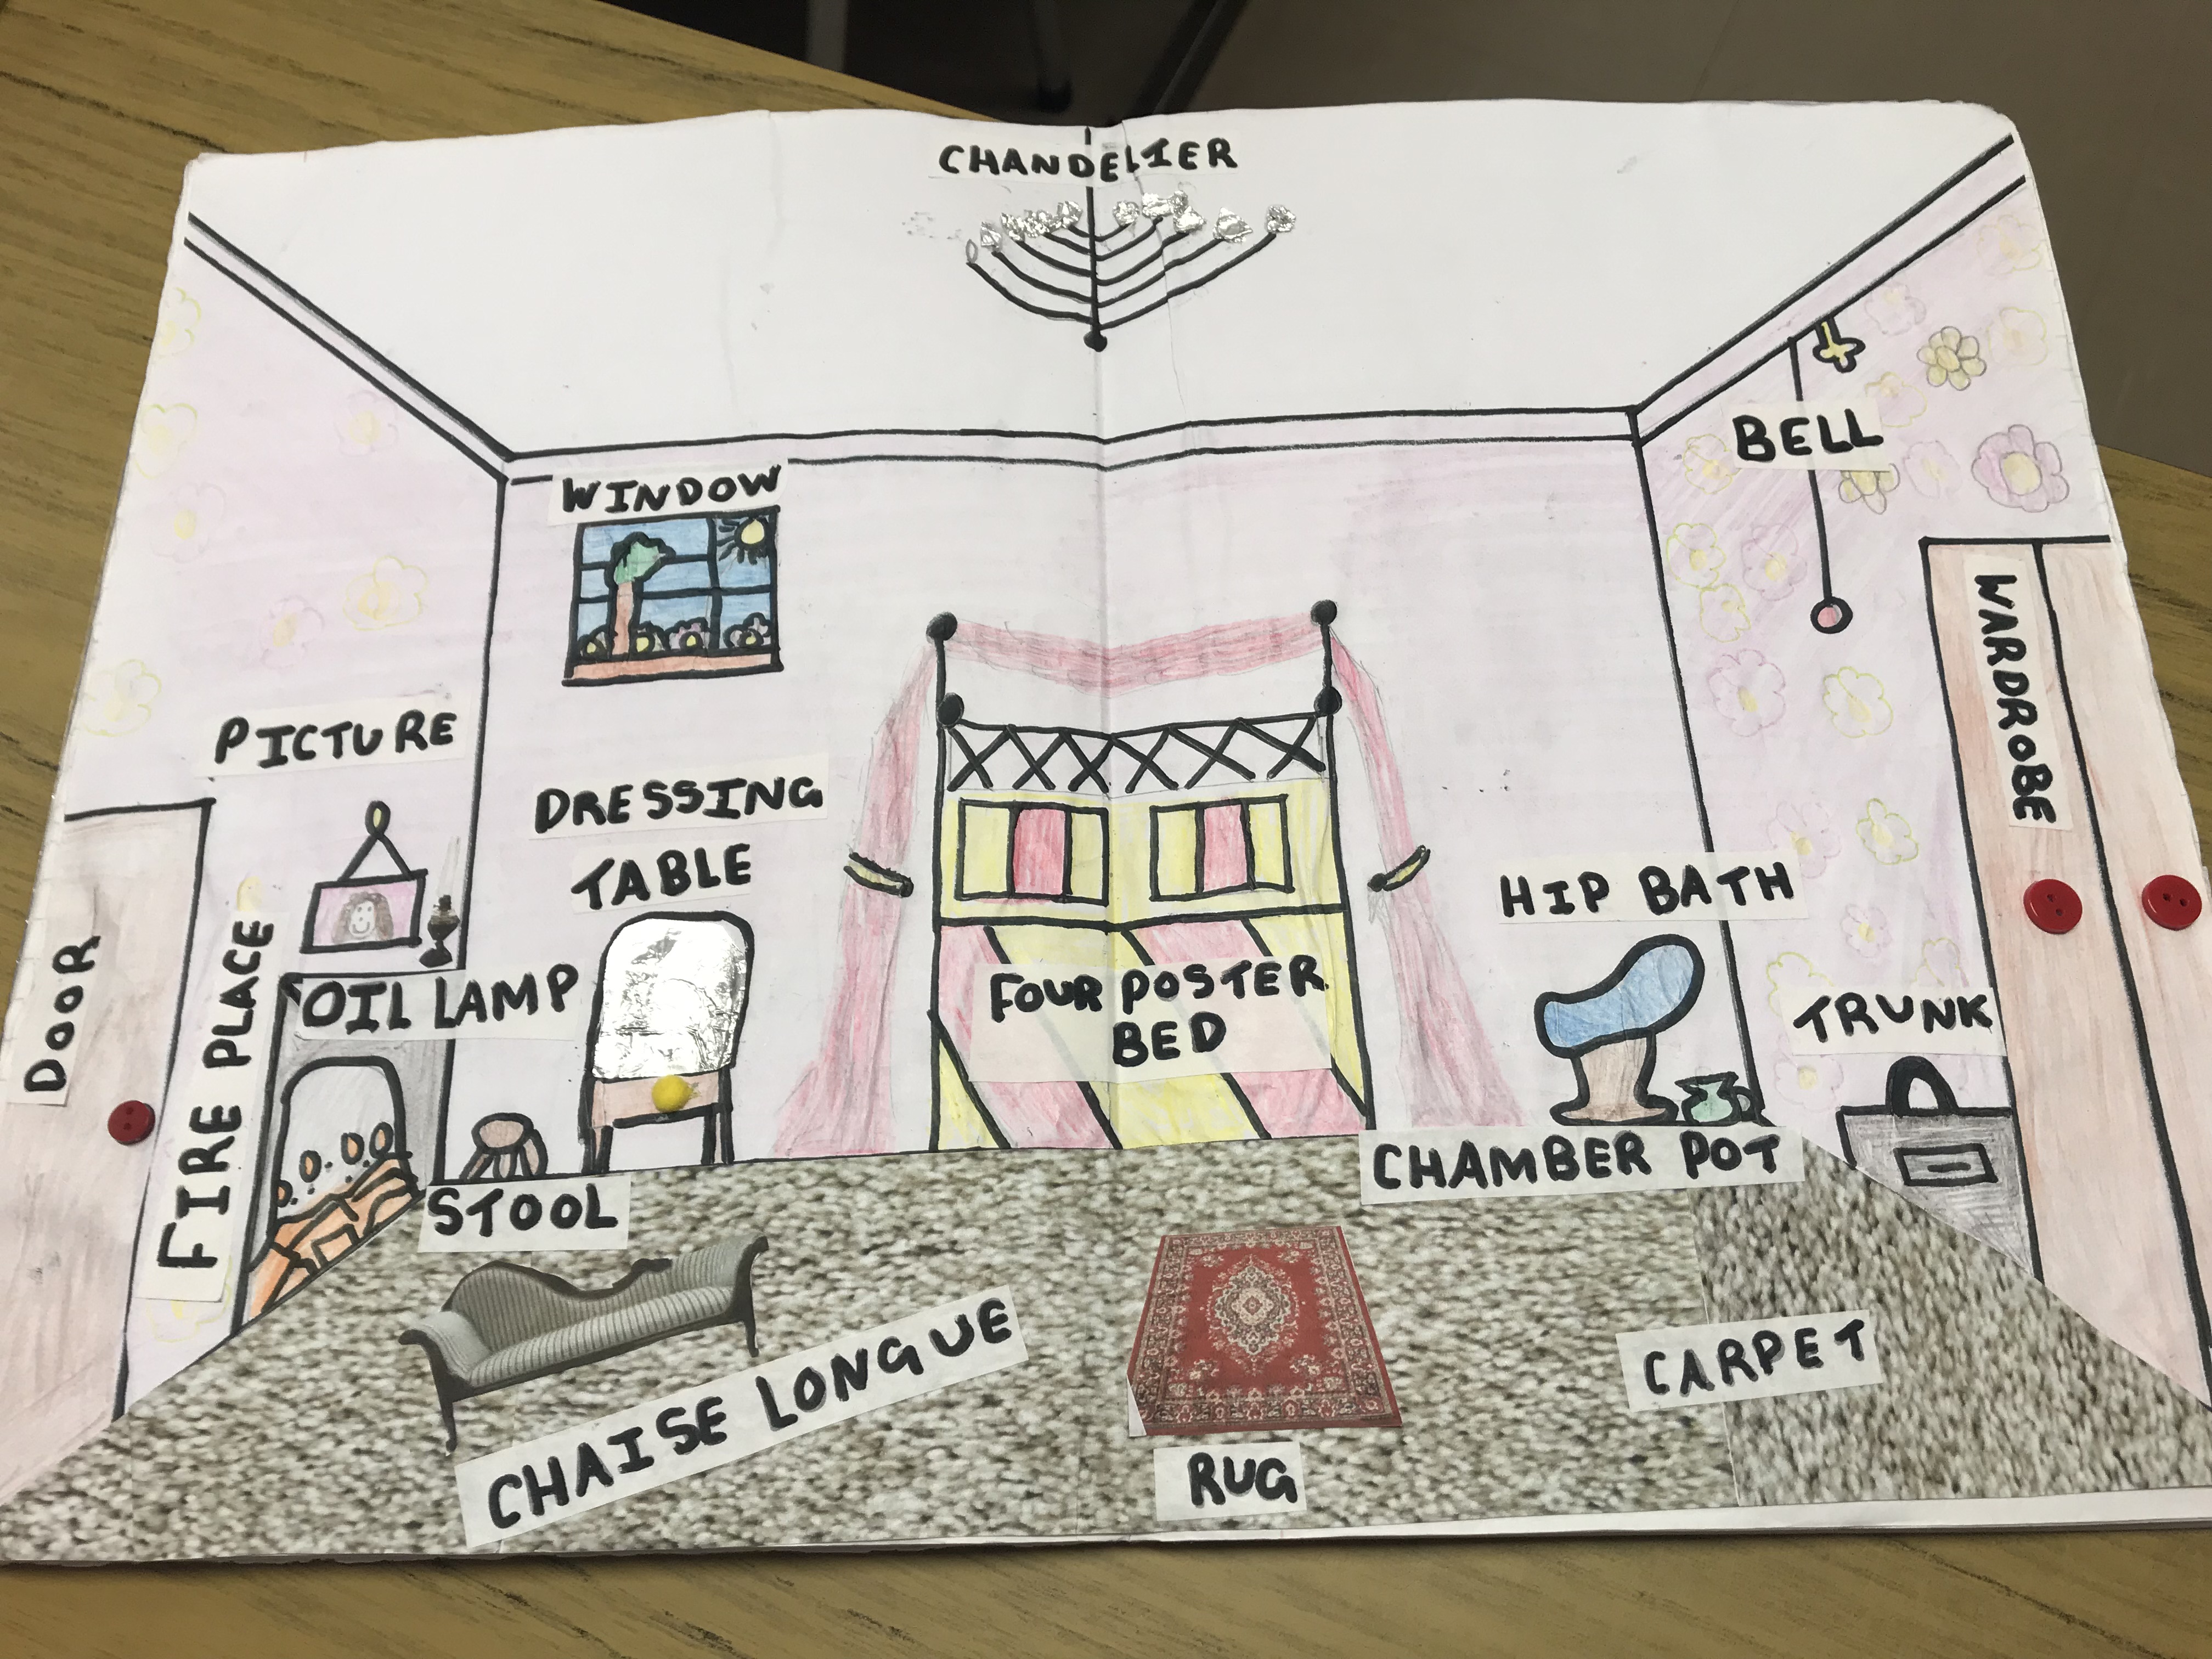 CHANDELIER
BELL
WINDOW
WARDROBE
PICTURE
DRESSING
TABLE
HIP BATH
DOOR
FIRE PLACE
OIL LAMP
FOUR POSTER
BED
TRUNK
CHAMBER POT
STOOL
CHAISE LONGUE
RUG
CARPET